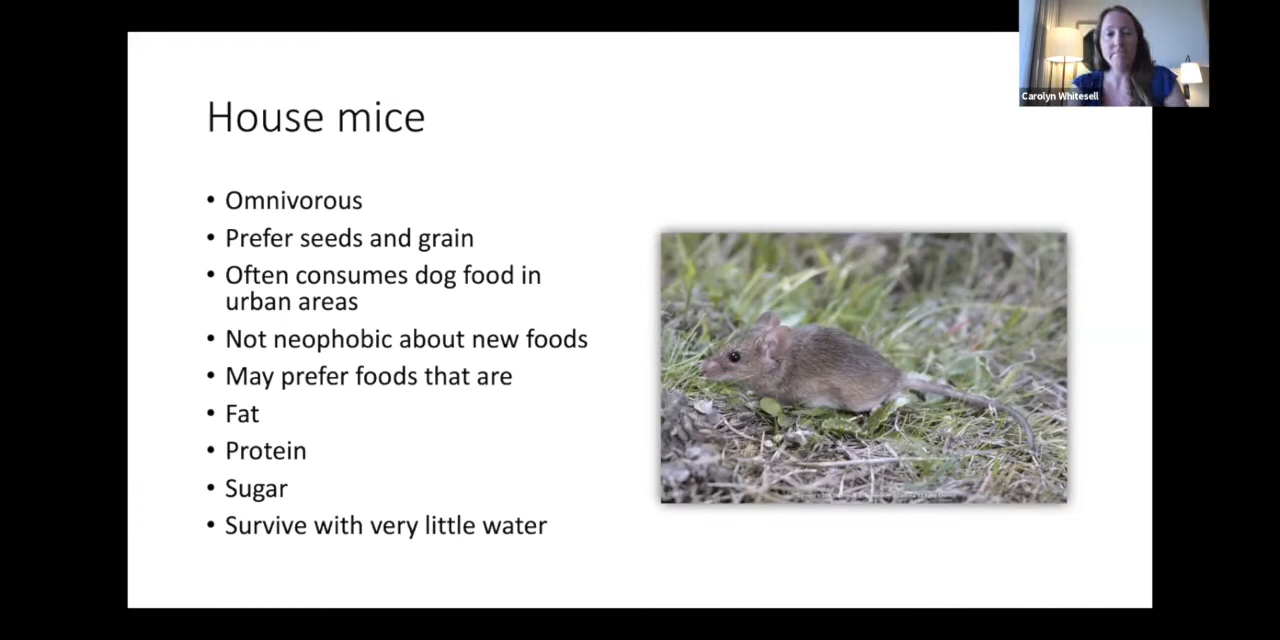 Carolyn Whitesell
House mice
• Omnivorous
• Prefer seeds and grain
• Often consumes dog food in
urban areas
• Not neophobic about new foods
• May prefer foods that are
• Fat
• Protein
• Sugar
• Survive with very little water